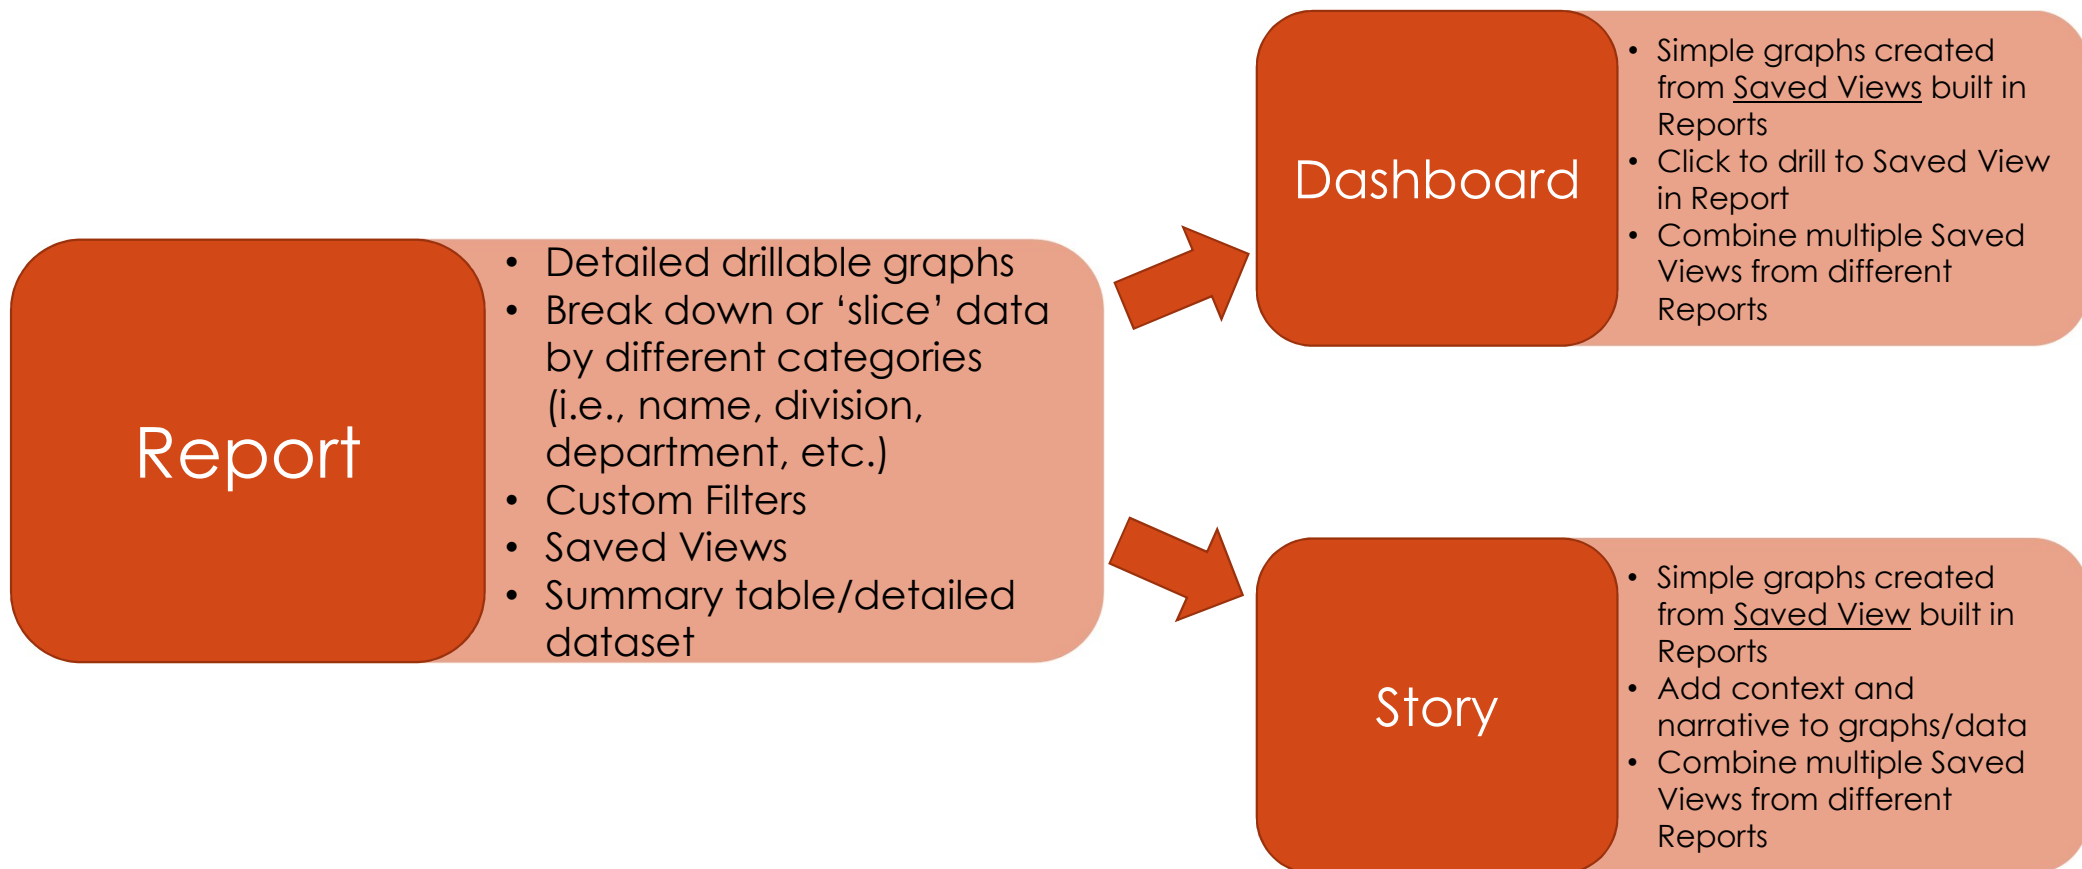 Report
• Detailed drillable graphs
• Break down or ‘slice’ data
by different categories
(i.e., name, division,
department, etc.)
• Custom Filters
• Saved Views
• Summary table/detailed
dataset
Dashboard
• Simple graphs created
from Saved Views built in
Reports
• Click to drill to Saved View
in Report
• Combine multiple Saved
Views from different
Reports
Story
• Simple graphs created
from Saved View built in
Reports
• Add context and
narrative to graphs/data
• Combine multiple Saved
Views from different
Reports